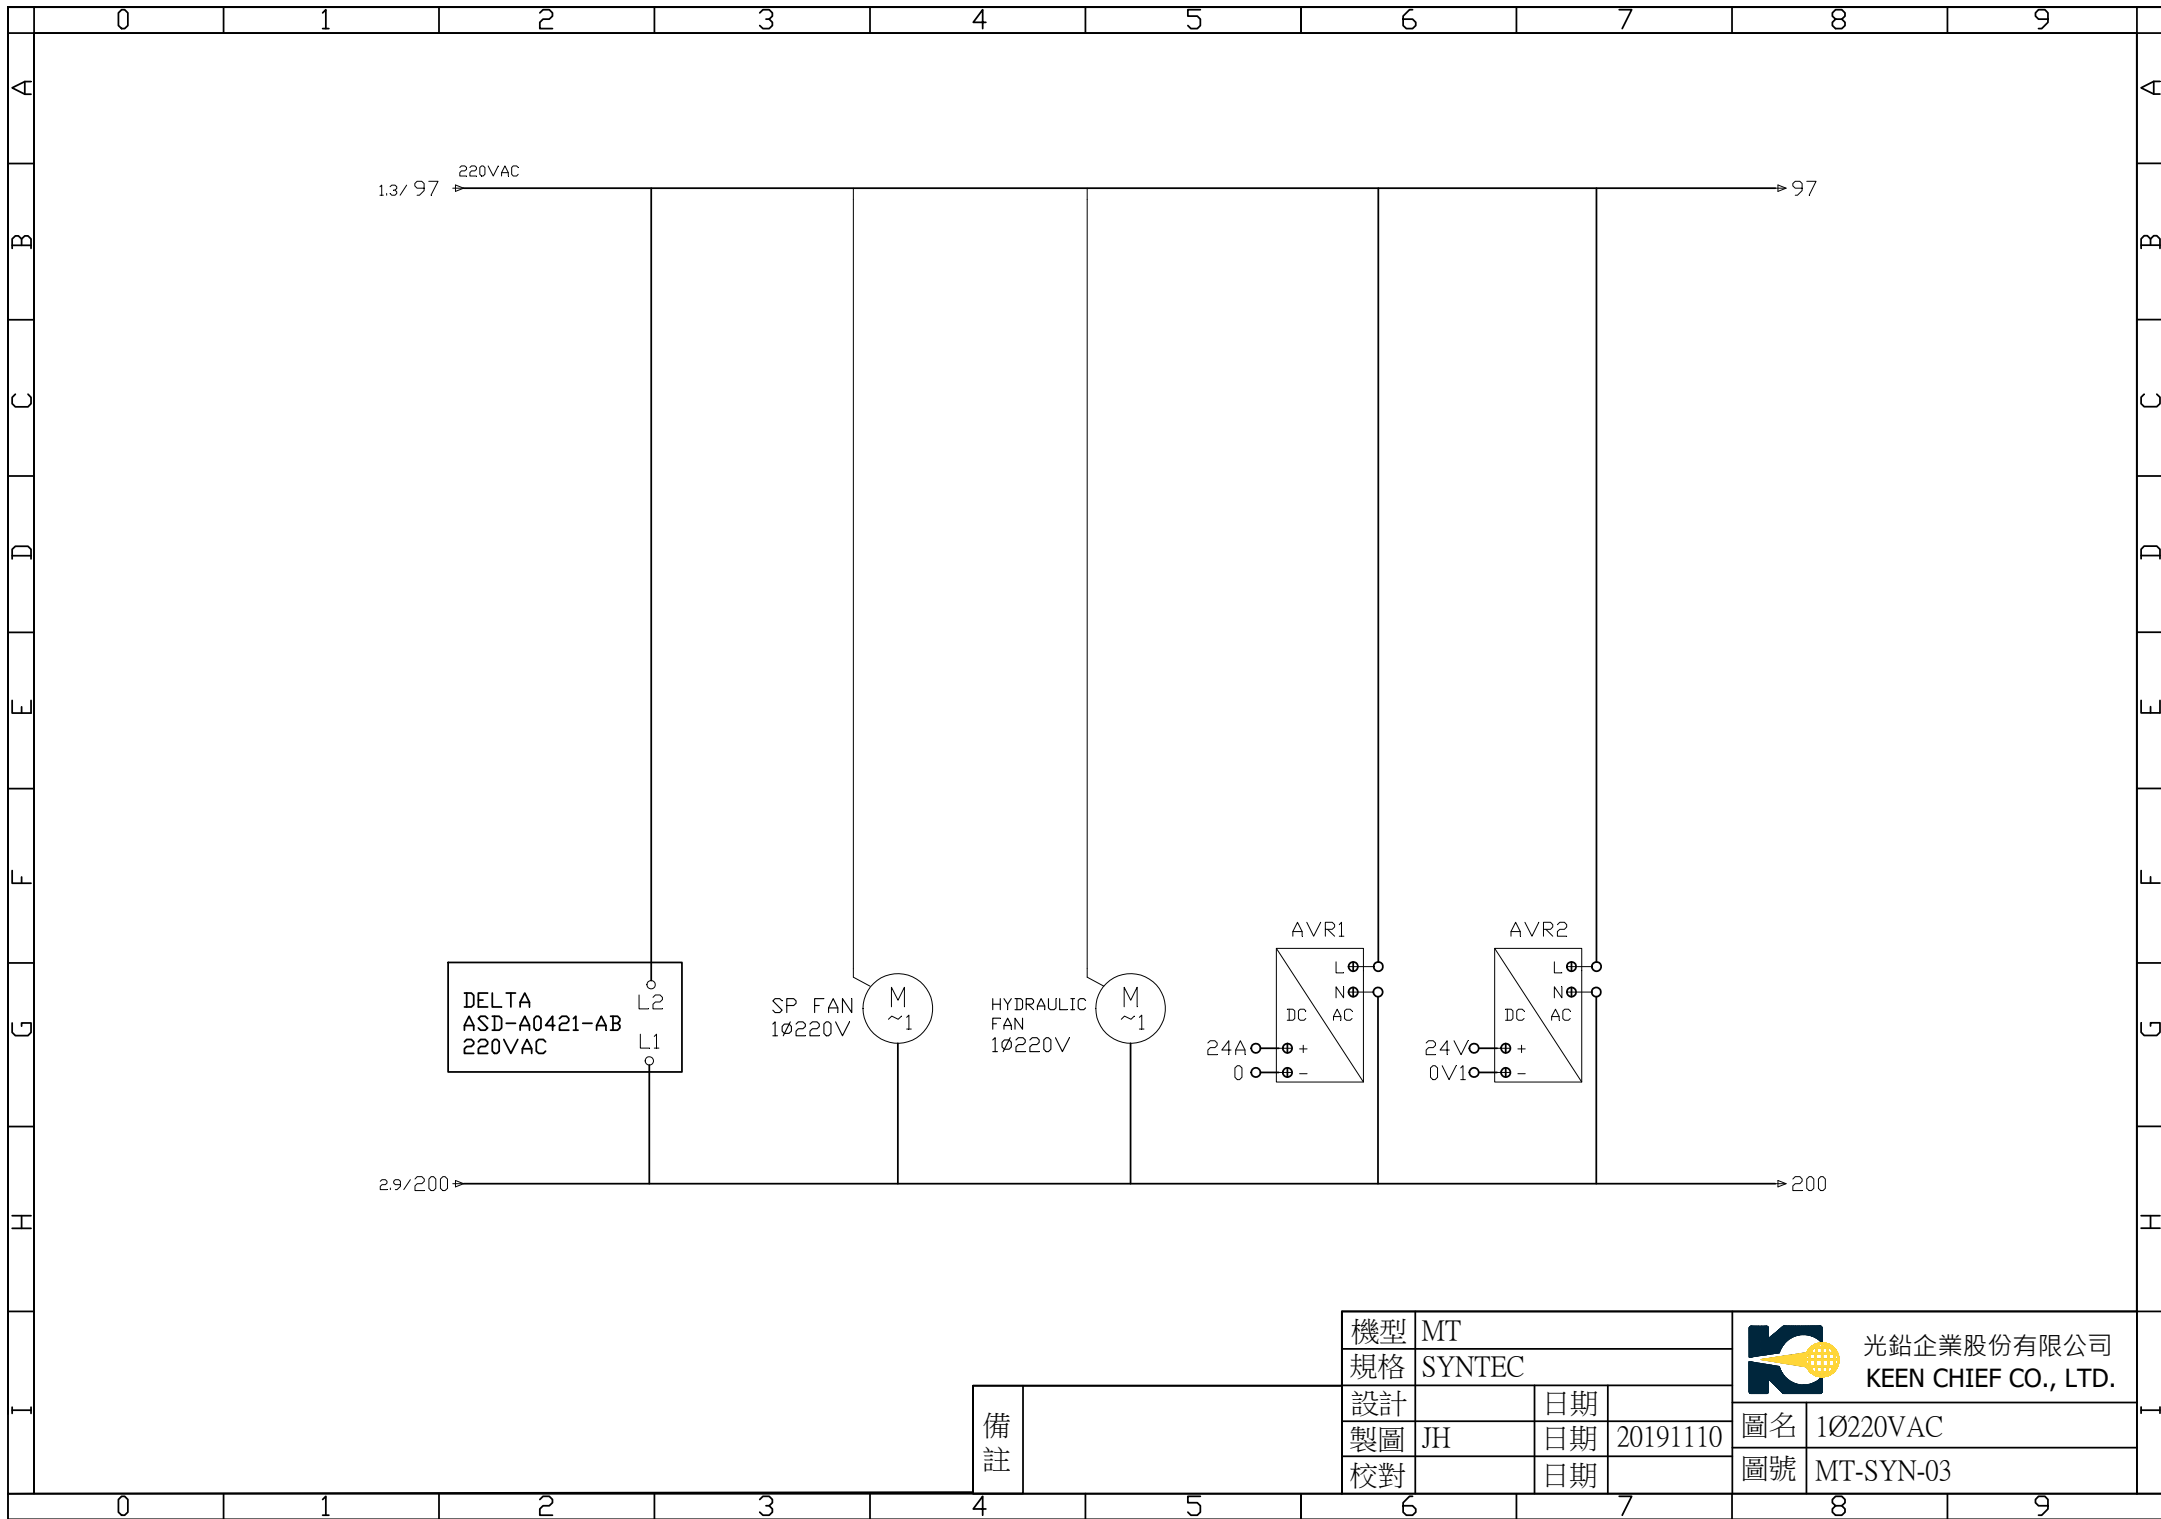 0 1 2 3 4 5 6 7 8 9
A A
220VAC
1.3/ 97 97
B B
C C
D D
E E
F F
AVR1 AVR2
L L
N N
DC AC DC AC
24A + 24V +
0 - 0V1 -
DELTA
ASD-A0421-AB
220VAC
L2
L1
SP FAN
1Ø220V
M
~1
HYDRAULIC
FAN
1Ø220V
M
~1
G G
2.9/200 200
H H
I I
備註
機型 MT
規格 SYNTEC
設計 日期
製圖 JH 日期 20191110
校對 日期
光鉛企業股份有限公司
KEEN CHIEF CO., LTD.
圖名 1Ø220VAC
圖號 MT-SYN-03
0 1 2 3 4 5 6 7 8 9